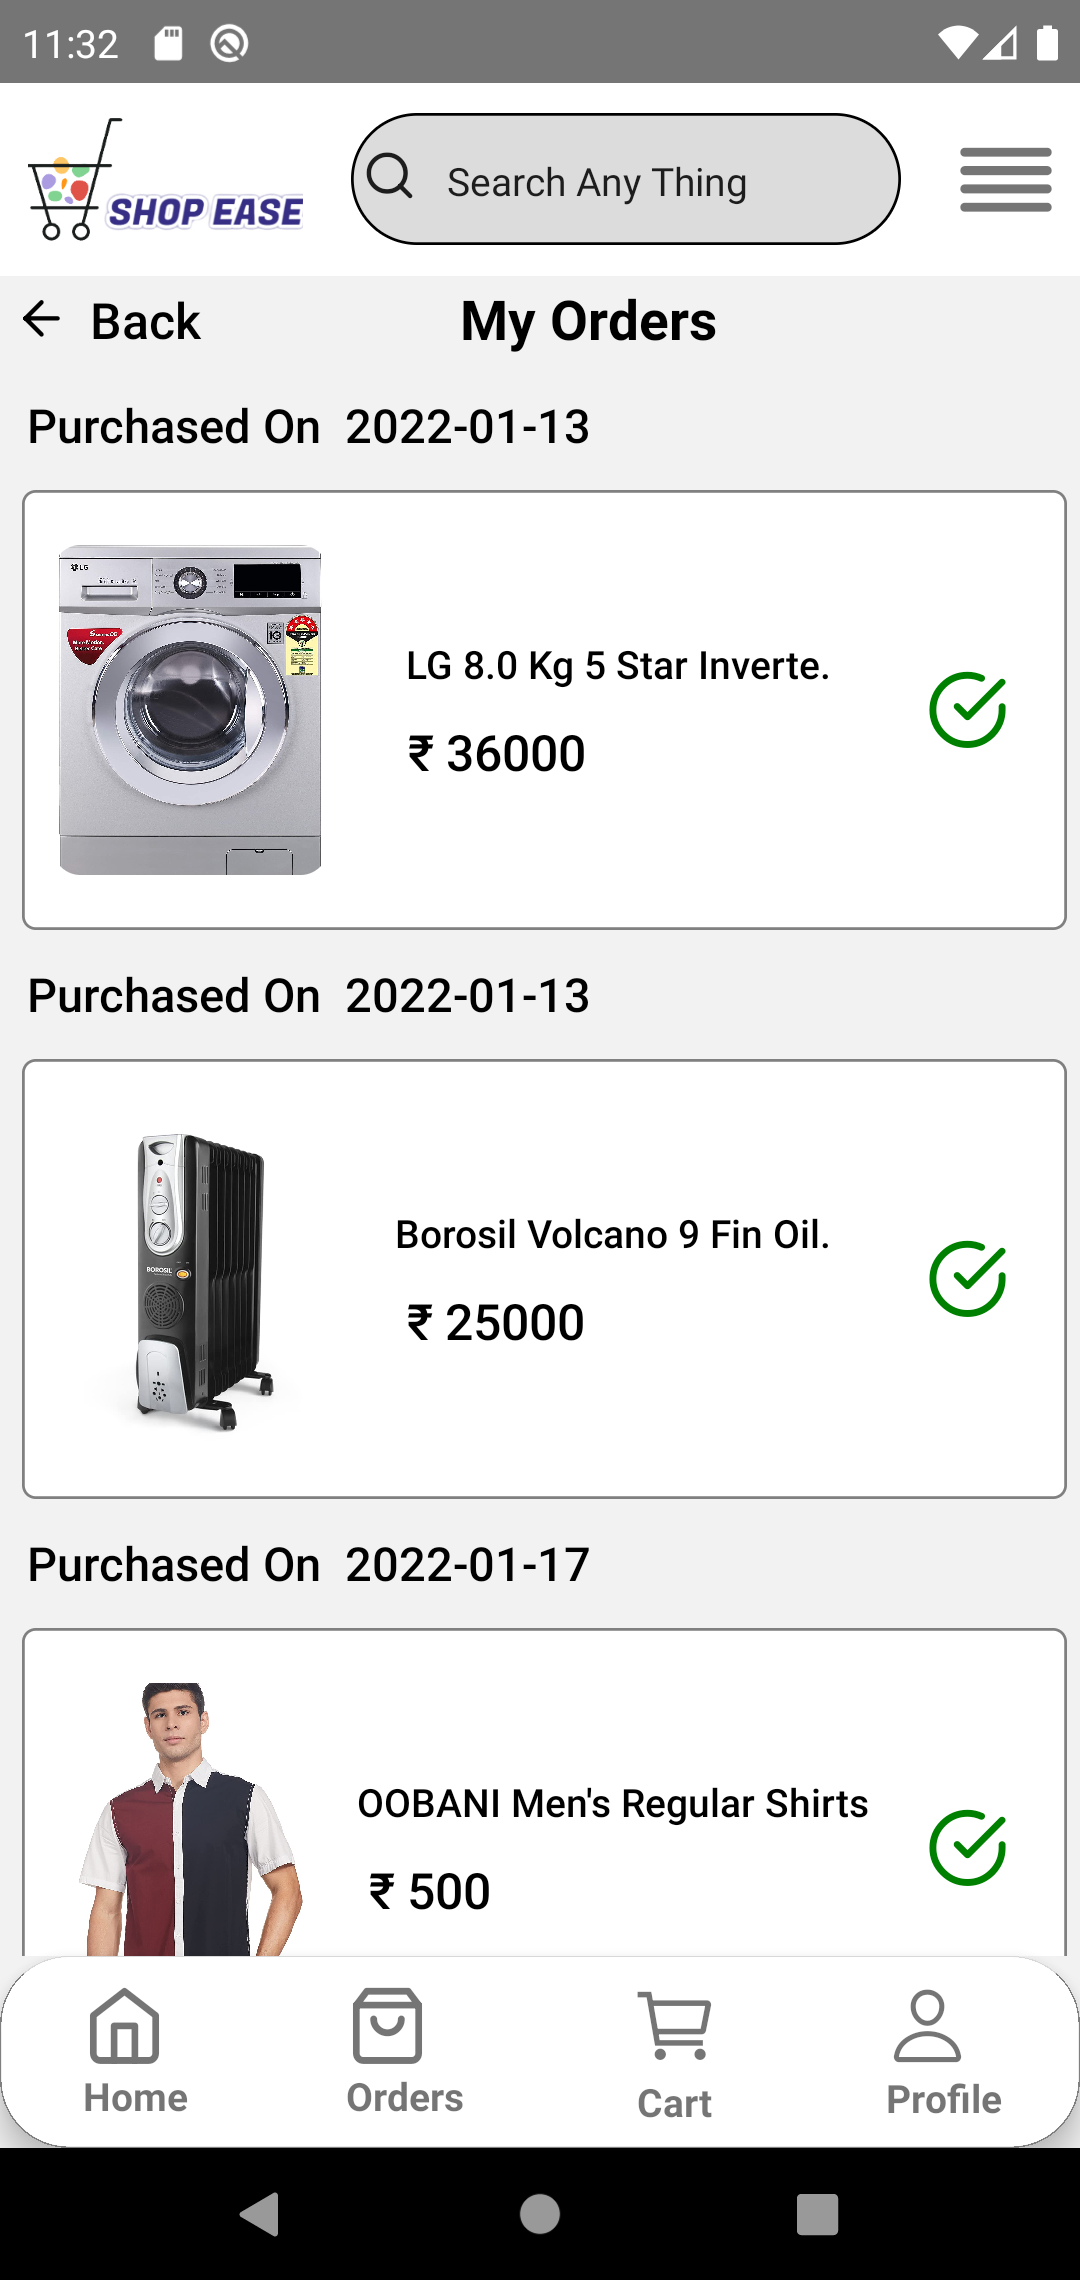 11:32
SHOP EASE
Search Any Thing
Back
My Orders
Purchased On 2022-01-13
LG
LG 8.0 Kg 5 Star Inverte.
₹ 36000
Purchased On 2022-01-13
BOROSIL
Borosil Volcano 9 Fin Oil.
₹ 25000
Purchased On 2022-01-17
OOBANI Men's Regular Shirts
₹ 500
Home
Orders
Cart
Profile